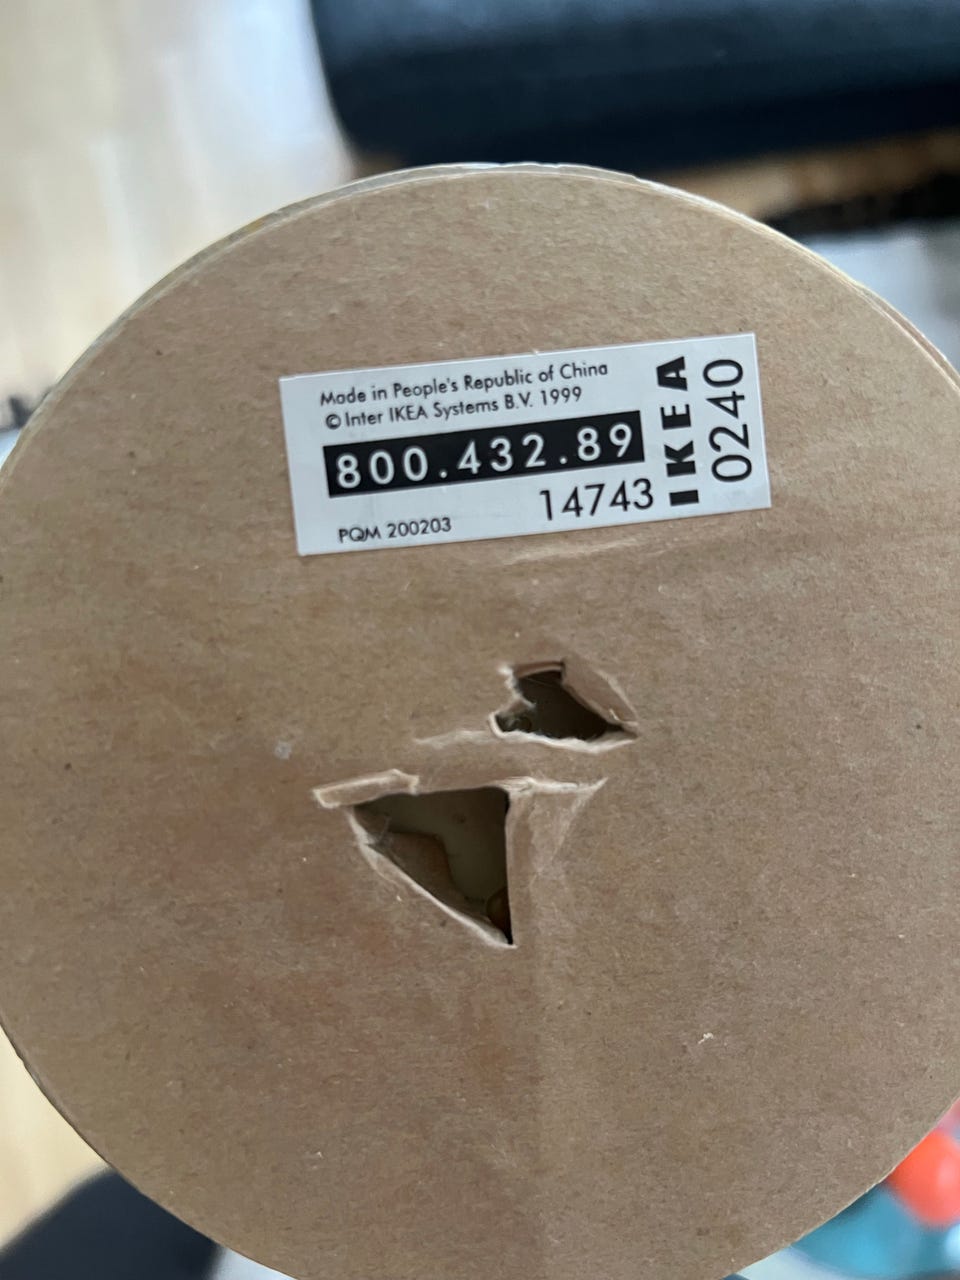 Made in People's Republic of China
© Inter IKEA Systems B.V. 1999
800.432.89
14743
PQM 200203
IKEA
0240